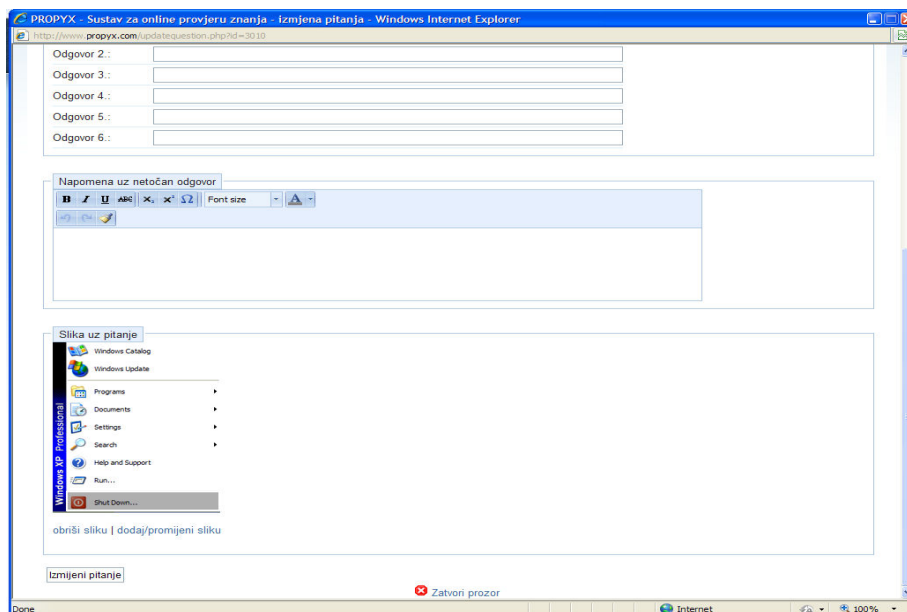 PROPYX - Sustav za online provjeru znanja - izmjena pitanja - Windows Internet Explorer
http://www.propyx.com/updatequestion.php?id=3010
Odgovor 2.:
Odgovor 3.:
Odgovor 4.:
Odgovor 5.:
Odgovor 6.:
Napomena uz netočan odgovor
B I U ABC X₂ X² Ω Font size A
Slika uz pitanje
Windows Catalog
Windows Update
Programs
Documents
Settings
Search
Help and Support
Run...
Shut Down...
Windows XP Professional
obriši sliku | dodaj/promijeni sliku
Izmijeni pitanje
Zatvori prozor
Done Internet 100%